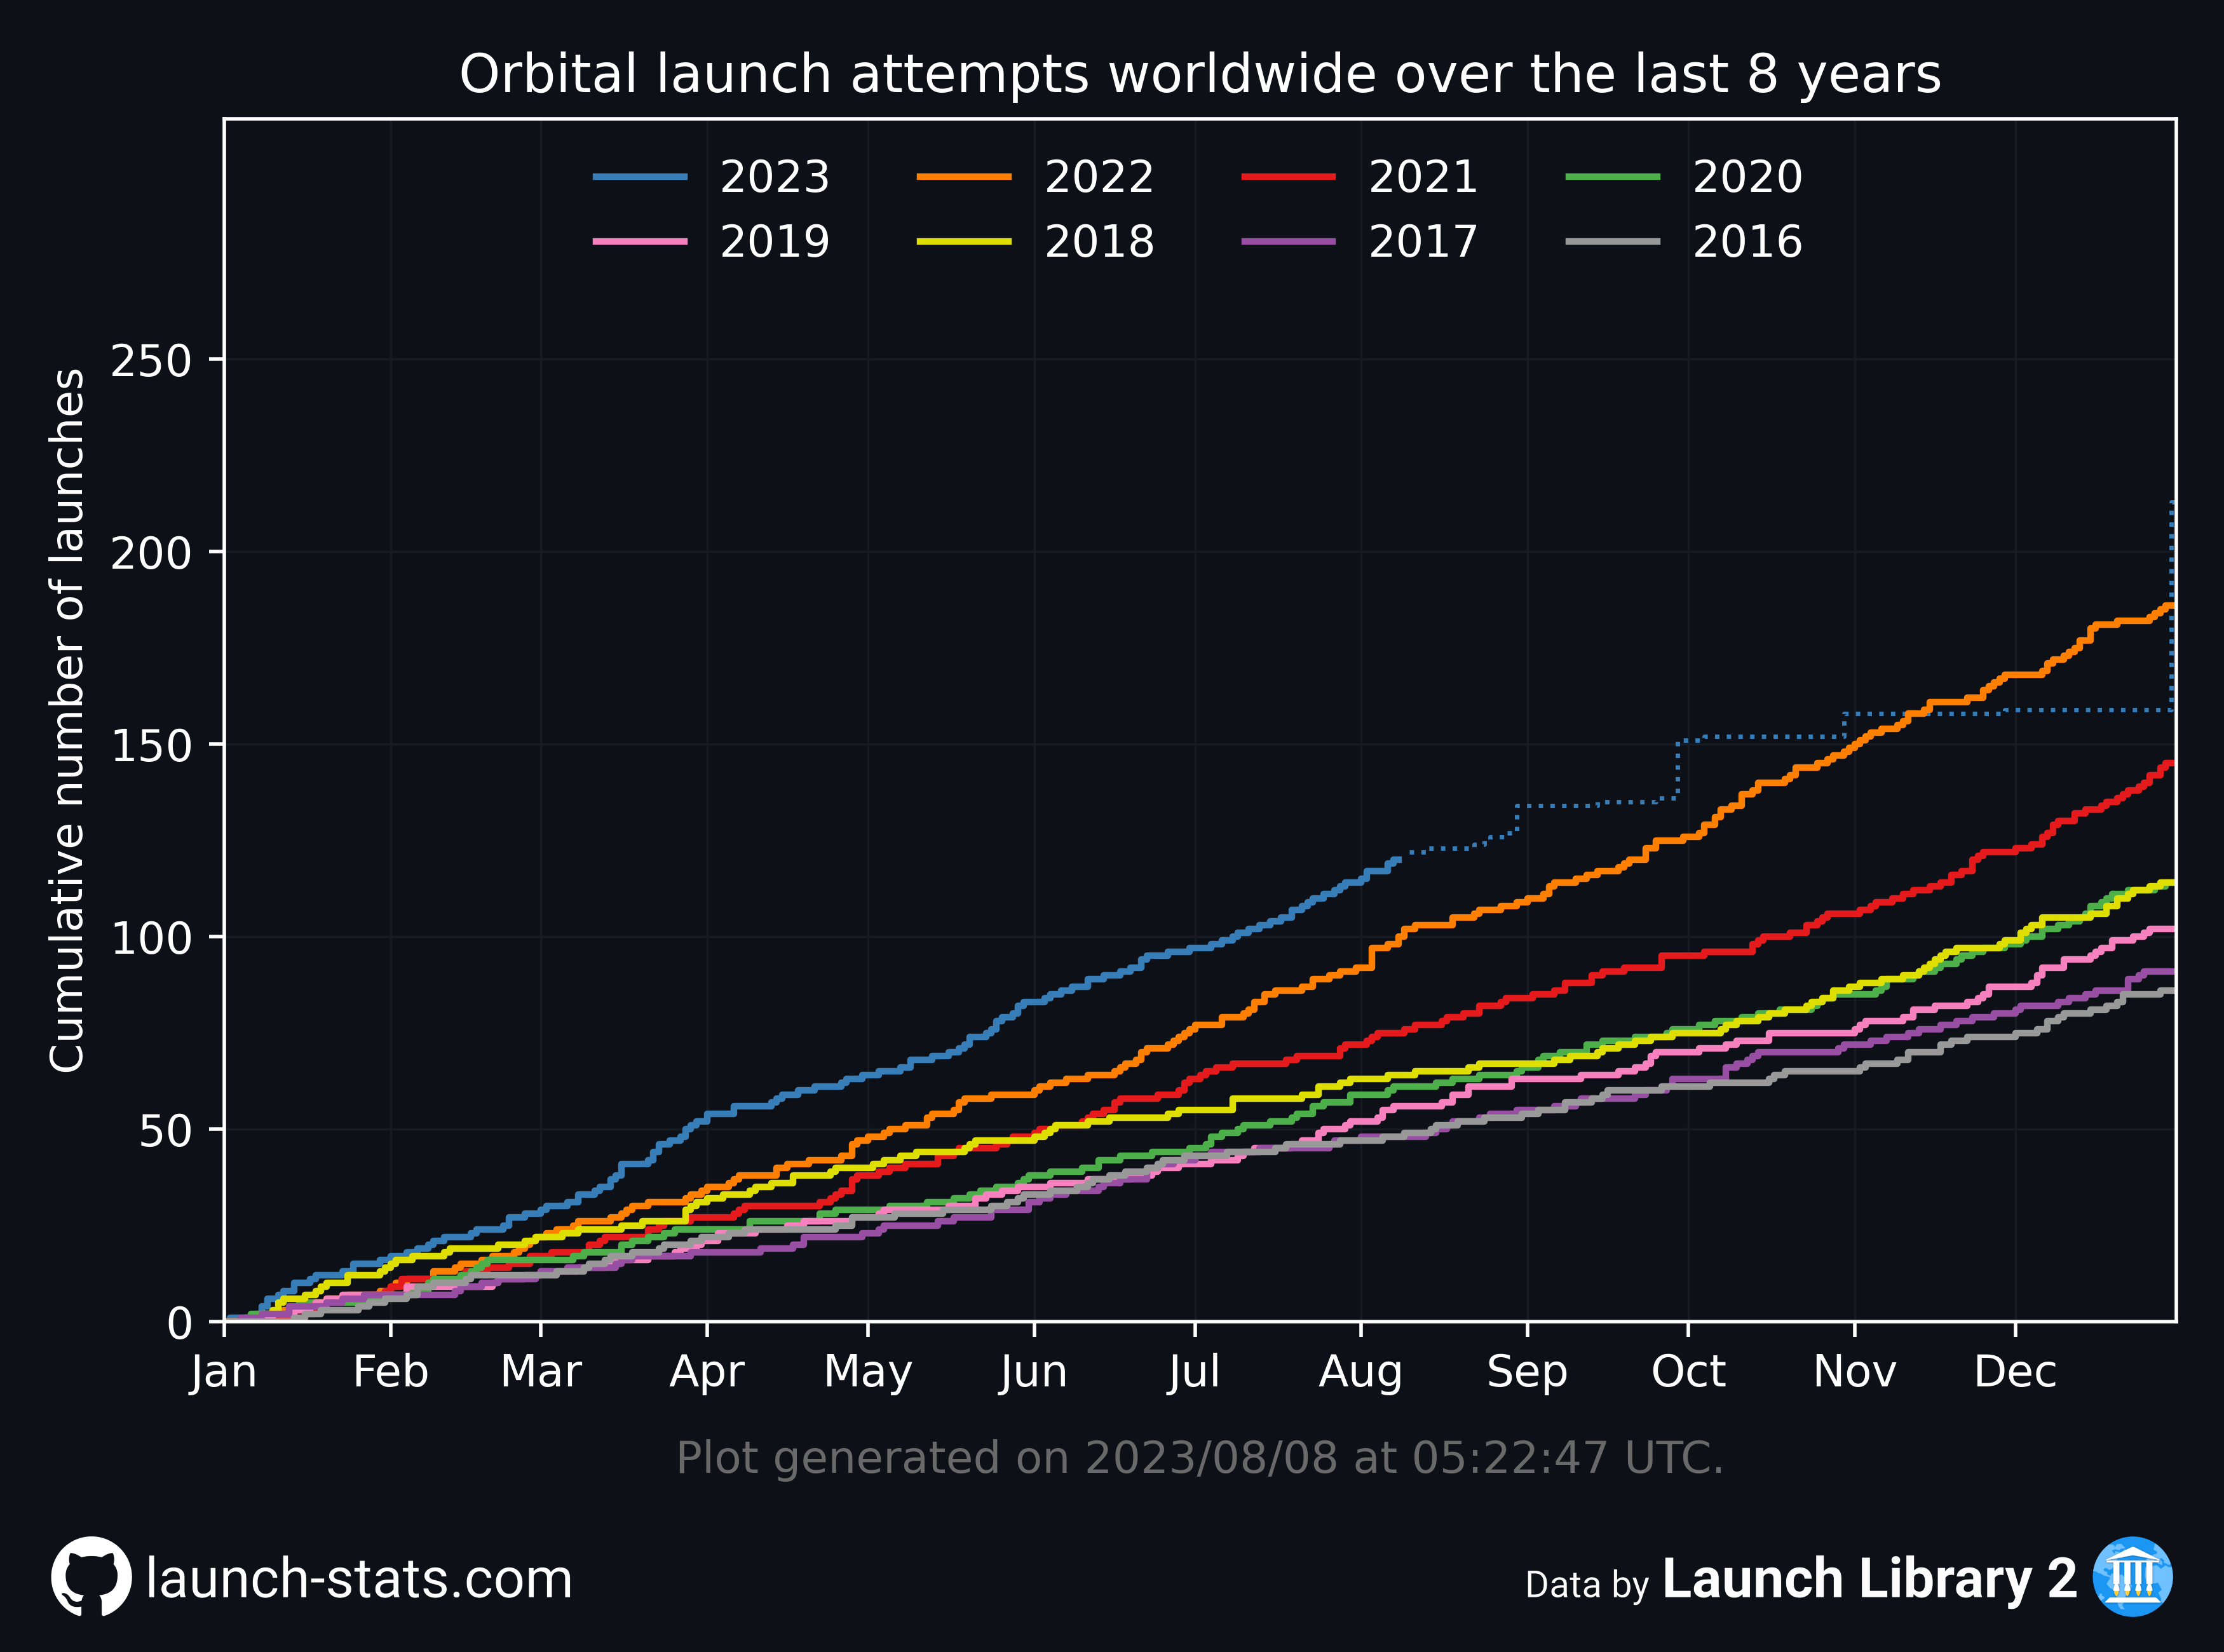 Orbital launch attempts worldwide over the last 8 years
2023 2022 2021 2020
2019 2018 2017 2016
Cumulative number of launches
250
200
150
100
50
0
Jan Feb Mar Apr May Jun Jul Aug Sep Oct Nov Dec
Plot generated on 2023/08/08 at 05:22:47 UTC.
launch-stats.com
Data by Launch Library 2